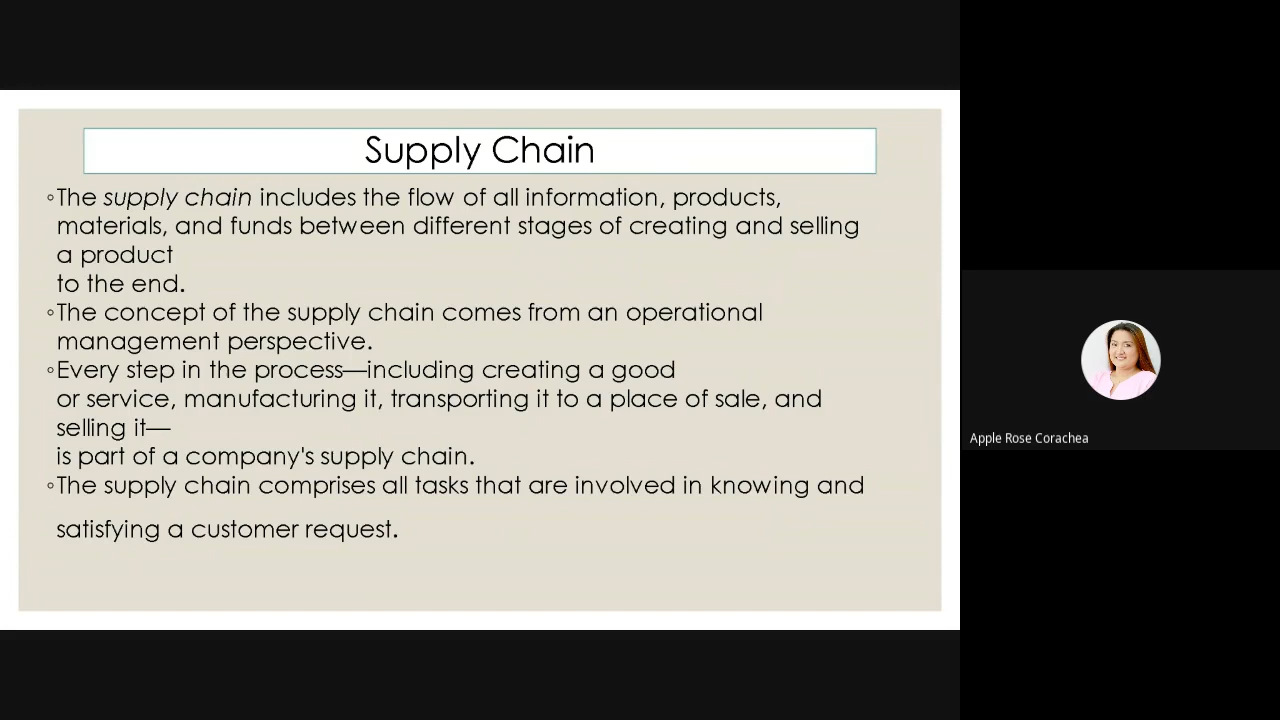 Supply Chain
◦The supply chain includes the flow of all information, products,
materials, and funds between different stages of creating and selling
a product
to the end.
◦The concept of the supply chain comes from an operational
management perspective.
◦Every step in the process—including creating a good
or service, manufacturing it, transporting it to a place of sale, and
selling it—
is part of a company's supply chain.
◦The supply chain comprises all tasks that are involved in knowing and
satisfying a customer request.
Apple Rose Corachea